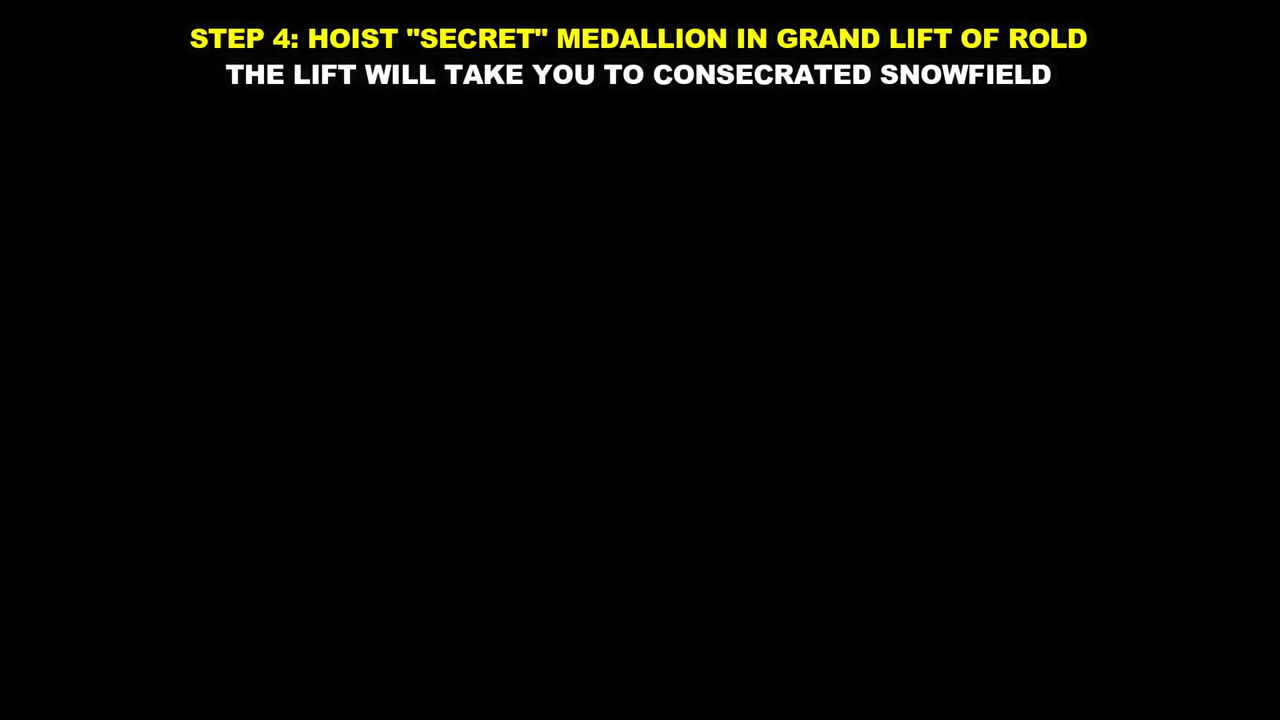 STEP 4: HOIST "SECRET" MEDALLION IN GRAND LIFT OF ROLD
THE LIFT WILL TAKE YOU TO CONSECRATED SNOWFIELD